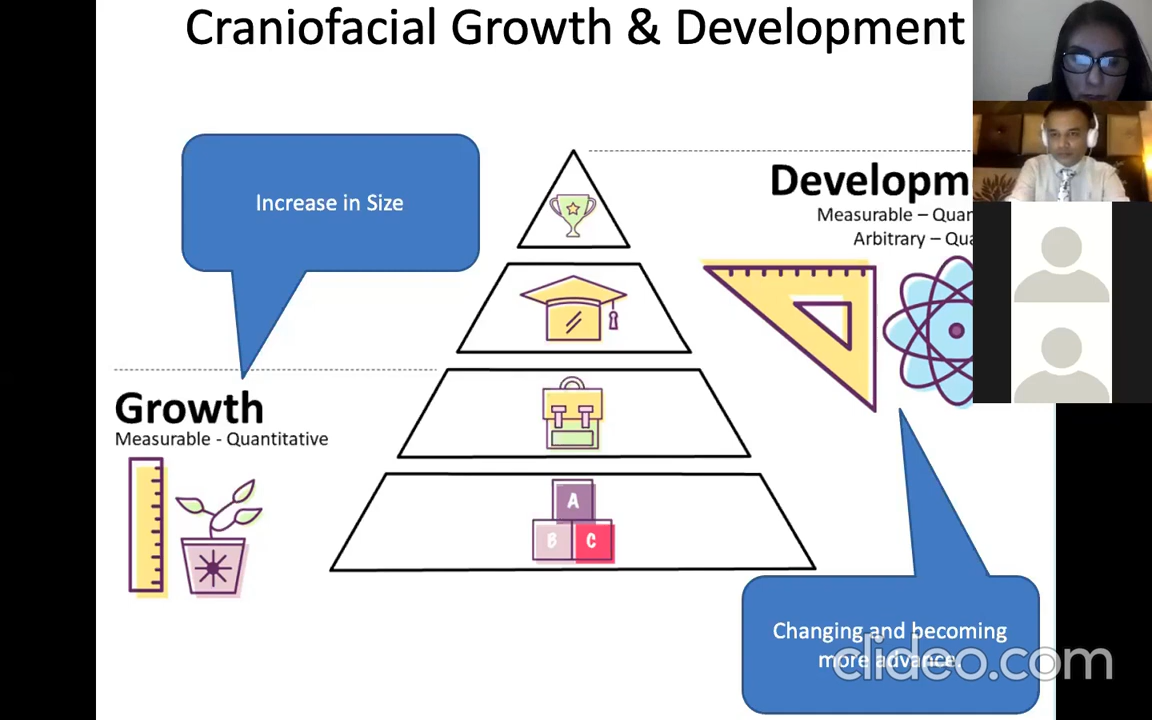 Craniofacial Growth & Development
Increase in Size
Developm
Measurable – Quan
Arbitrary – Qua
Growth
Measurable - Quantitative
A
B C
Changing and becoming
more advance.
clideo.com